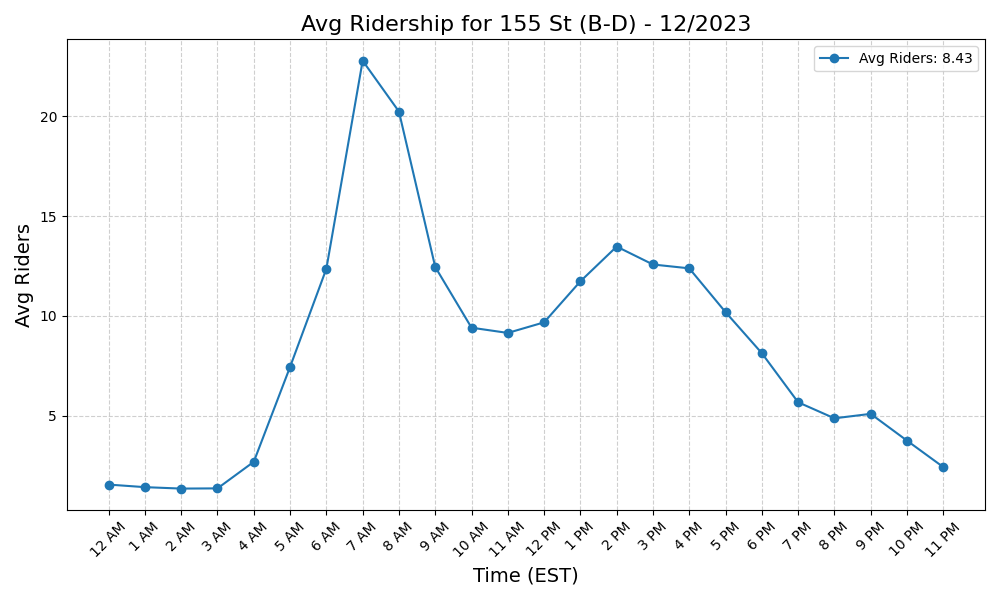 Avg Ridership for 155 St (B-D) - 12/2023
Avg Riders: 8.43
Avg Riders
20
15
10
5
12 AM
1 AM
2 AM
3 AM
4 AM
5 AM
6 AM
7 AM
8 AM
9 AM
10 AM
11 AM
12 PM
1 PM
2 PM
3 PM
4 PM
5 PM
6 PM
7 PM
8 PM
9 PM
10 PM
11 PM
Time (EST)